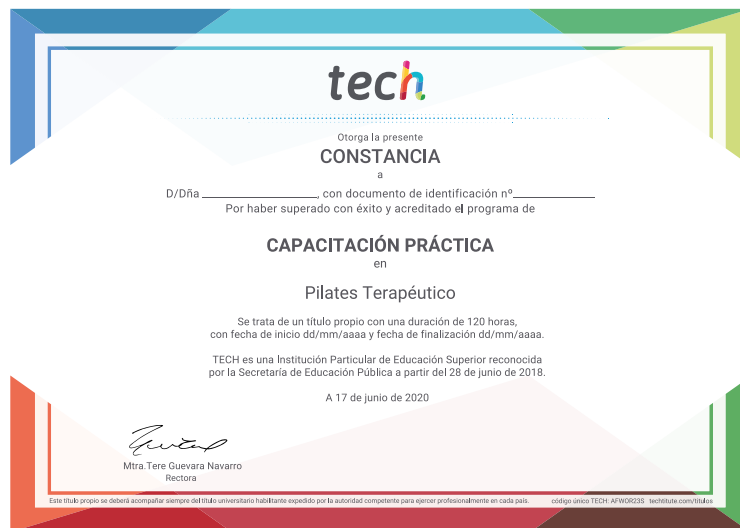 tech
Otorga la presente
CONSTANCIA
a
D/Dña ____________________, con documento de identificación nº______________
Por haber superado con éxito y acreditado el programa de
CAPACITACIÓN PRÁCTICA
en
Pilates Terapéutico
Se trata de un título propio con una duración de 120 horas,
con fecha de inicio dd/mm/aaaa y fecha de finalización dd/mm/aaaa.
TECH es una Institución Particular de Educación Superior reconocida
por la Secretaría de Educación Pública a partir del 28 de junio de 2018.
A 17 de junio de 2020
Mtra.Tere Guevara Navarro
Rectora
Este título propio se deberá acompañar siempre del título universitario habilitante expedido por la autoridad competente para ejercer profesionalmente en cada país. código único TECH: AFWOR23S techtitute.com/títulos